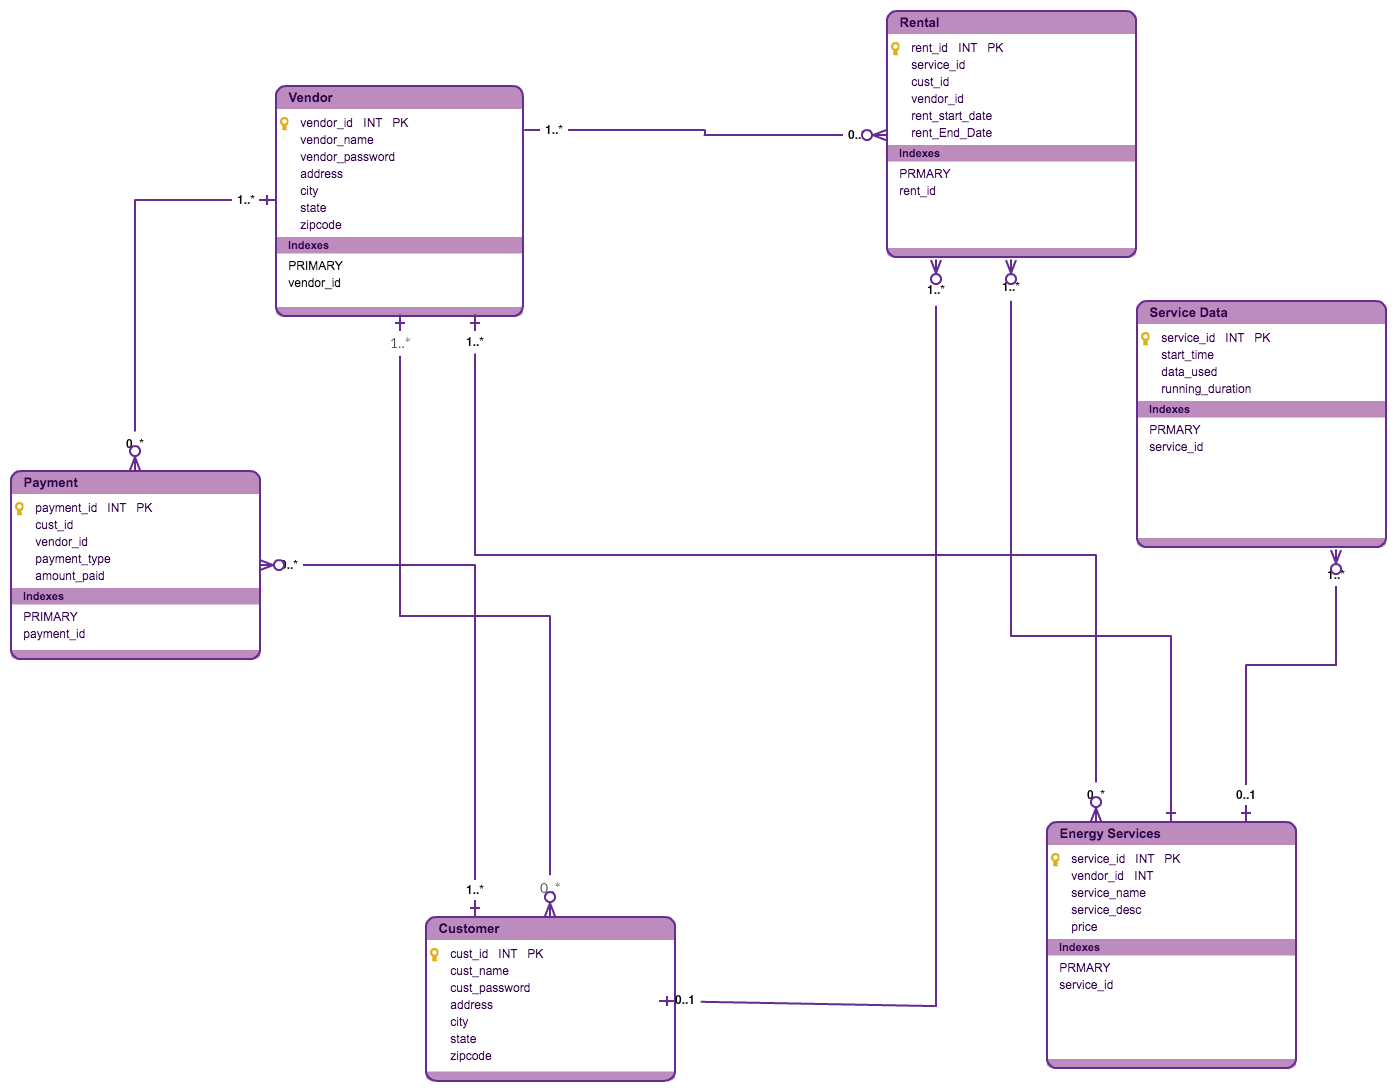 Rental
rent_id INT PK
service_id
cust_id
vendor_id
rent_start_date
rent_End_Date
Indexes
PRMARY
rent_id
Vendor
vendor_id INT PK
vendor_name
vendor_password
address
city
state
zipcode
Indexes
PRIMARY
vendor_id
1..*
0..
1..*
0..*
1..*
1..*
1..*
1..*
Service Data
service_id INT PK
start_time
data_used
running_duration
Indexes
PRMARY
service_id
1..*
Payment
payment_id INT PK
cust_id
vendor_id
payment_type
amount_paid
Indexes
PRIMARY
payment_id
0..*
0..*
0..1
Energy Services
service_id INT PK
vendor_id INT
service_name
service_desc
price
Indexes
PRMARY
service_id
1..*
0..*
Customer
cust_id INT PK
cust_name
cust_password
address
city
state
zipcode
0..1